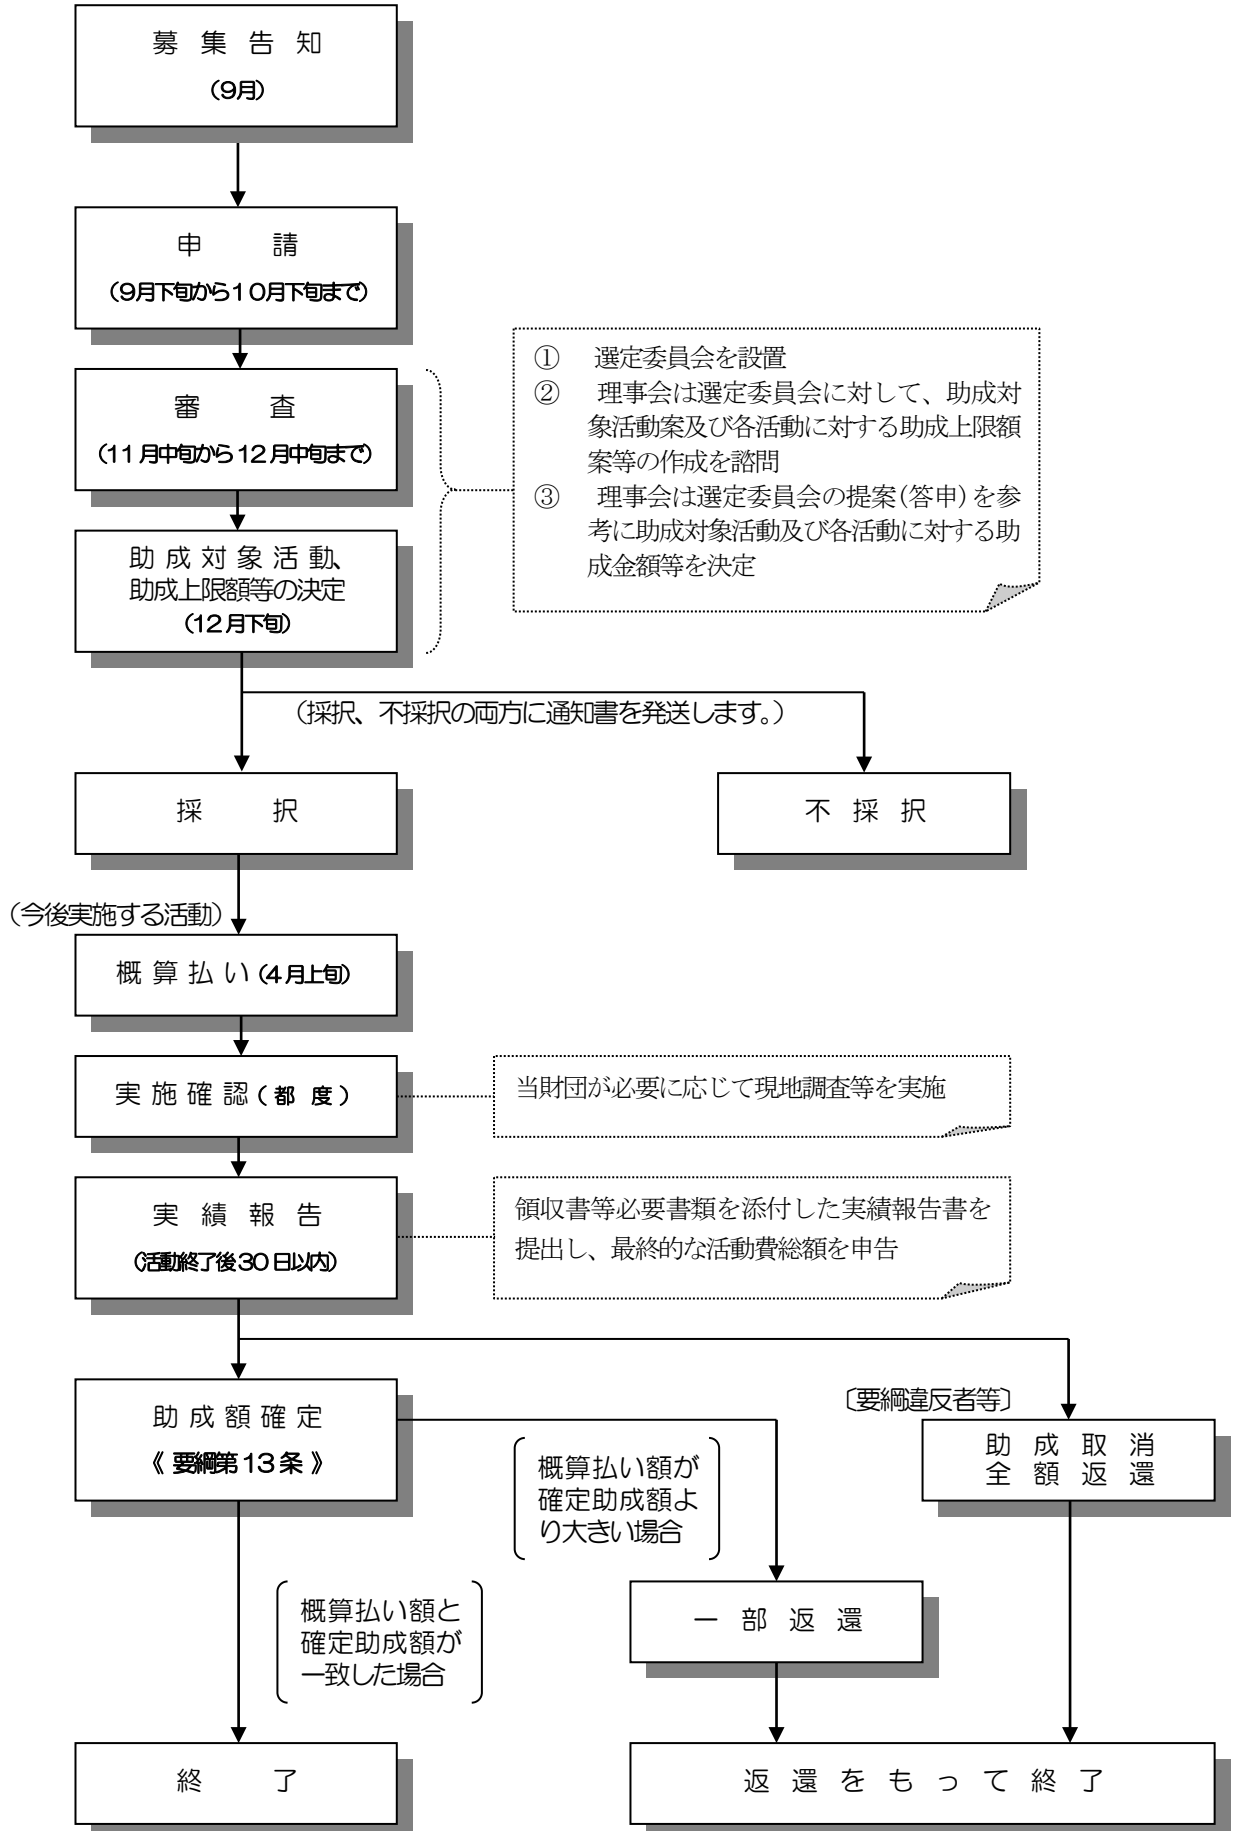 募集告知
(9月)
申請
(9月下旬から10月下旬まで)
審査
(11月中旬から12月中旬まで)
① 選定委員会を設置
② 理事会は選定委員会に対して、助成対
象活動案及び各活動に対する助成上限額
案等の作成を諮問
③ 理事会は選定委員会の提案(答申)を参
考に助成対象活動及び各活動に対する助
成金額等を決定
助成対象活動、
助成上限額等の決定
(12月下旬)
(採択、不採択の両方に通知書を発送します。)
採択
不採択
(今後実施する活動)
概算払い(4月上旬)
実施確認(都度)
当財団が必要に応じて現地調査等を実施
実績報告
(活動終了後30日以内)
領収書等必要書類を添付した実績報告書を
提出し、最終的な活動費総額を申告
助成額確定
《要綱第13条》
〔要綱違反者等〕
助成取消
全額返還
概算払い額が
確定助成額よ
り大きい場合
概算払い額と
確定助成額が
一致した場合
一部返還
終了
返還をもって終了